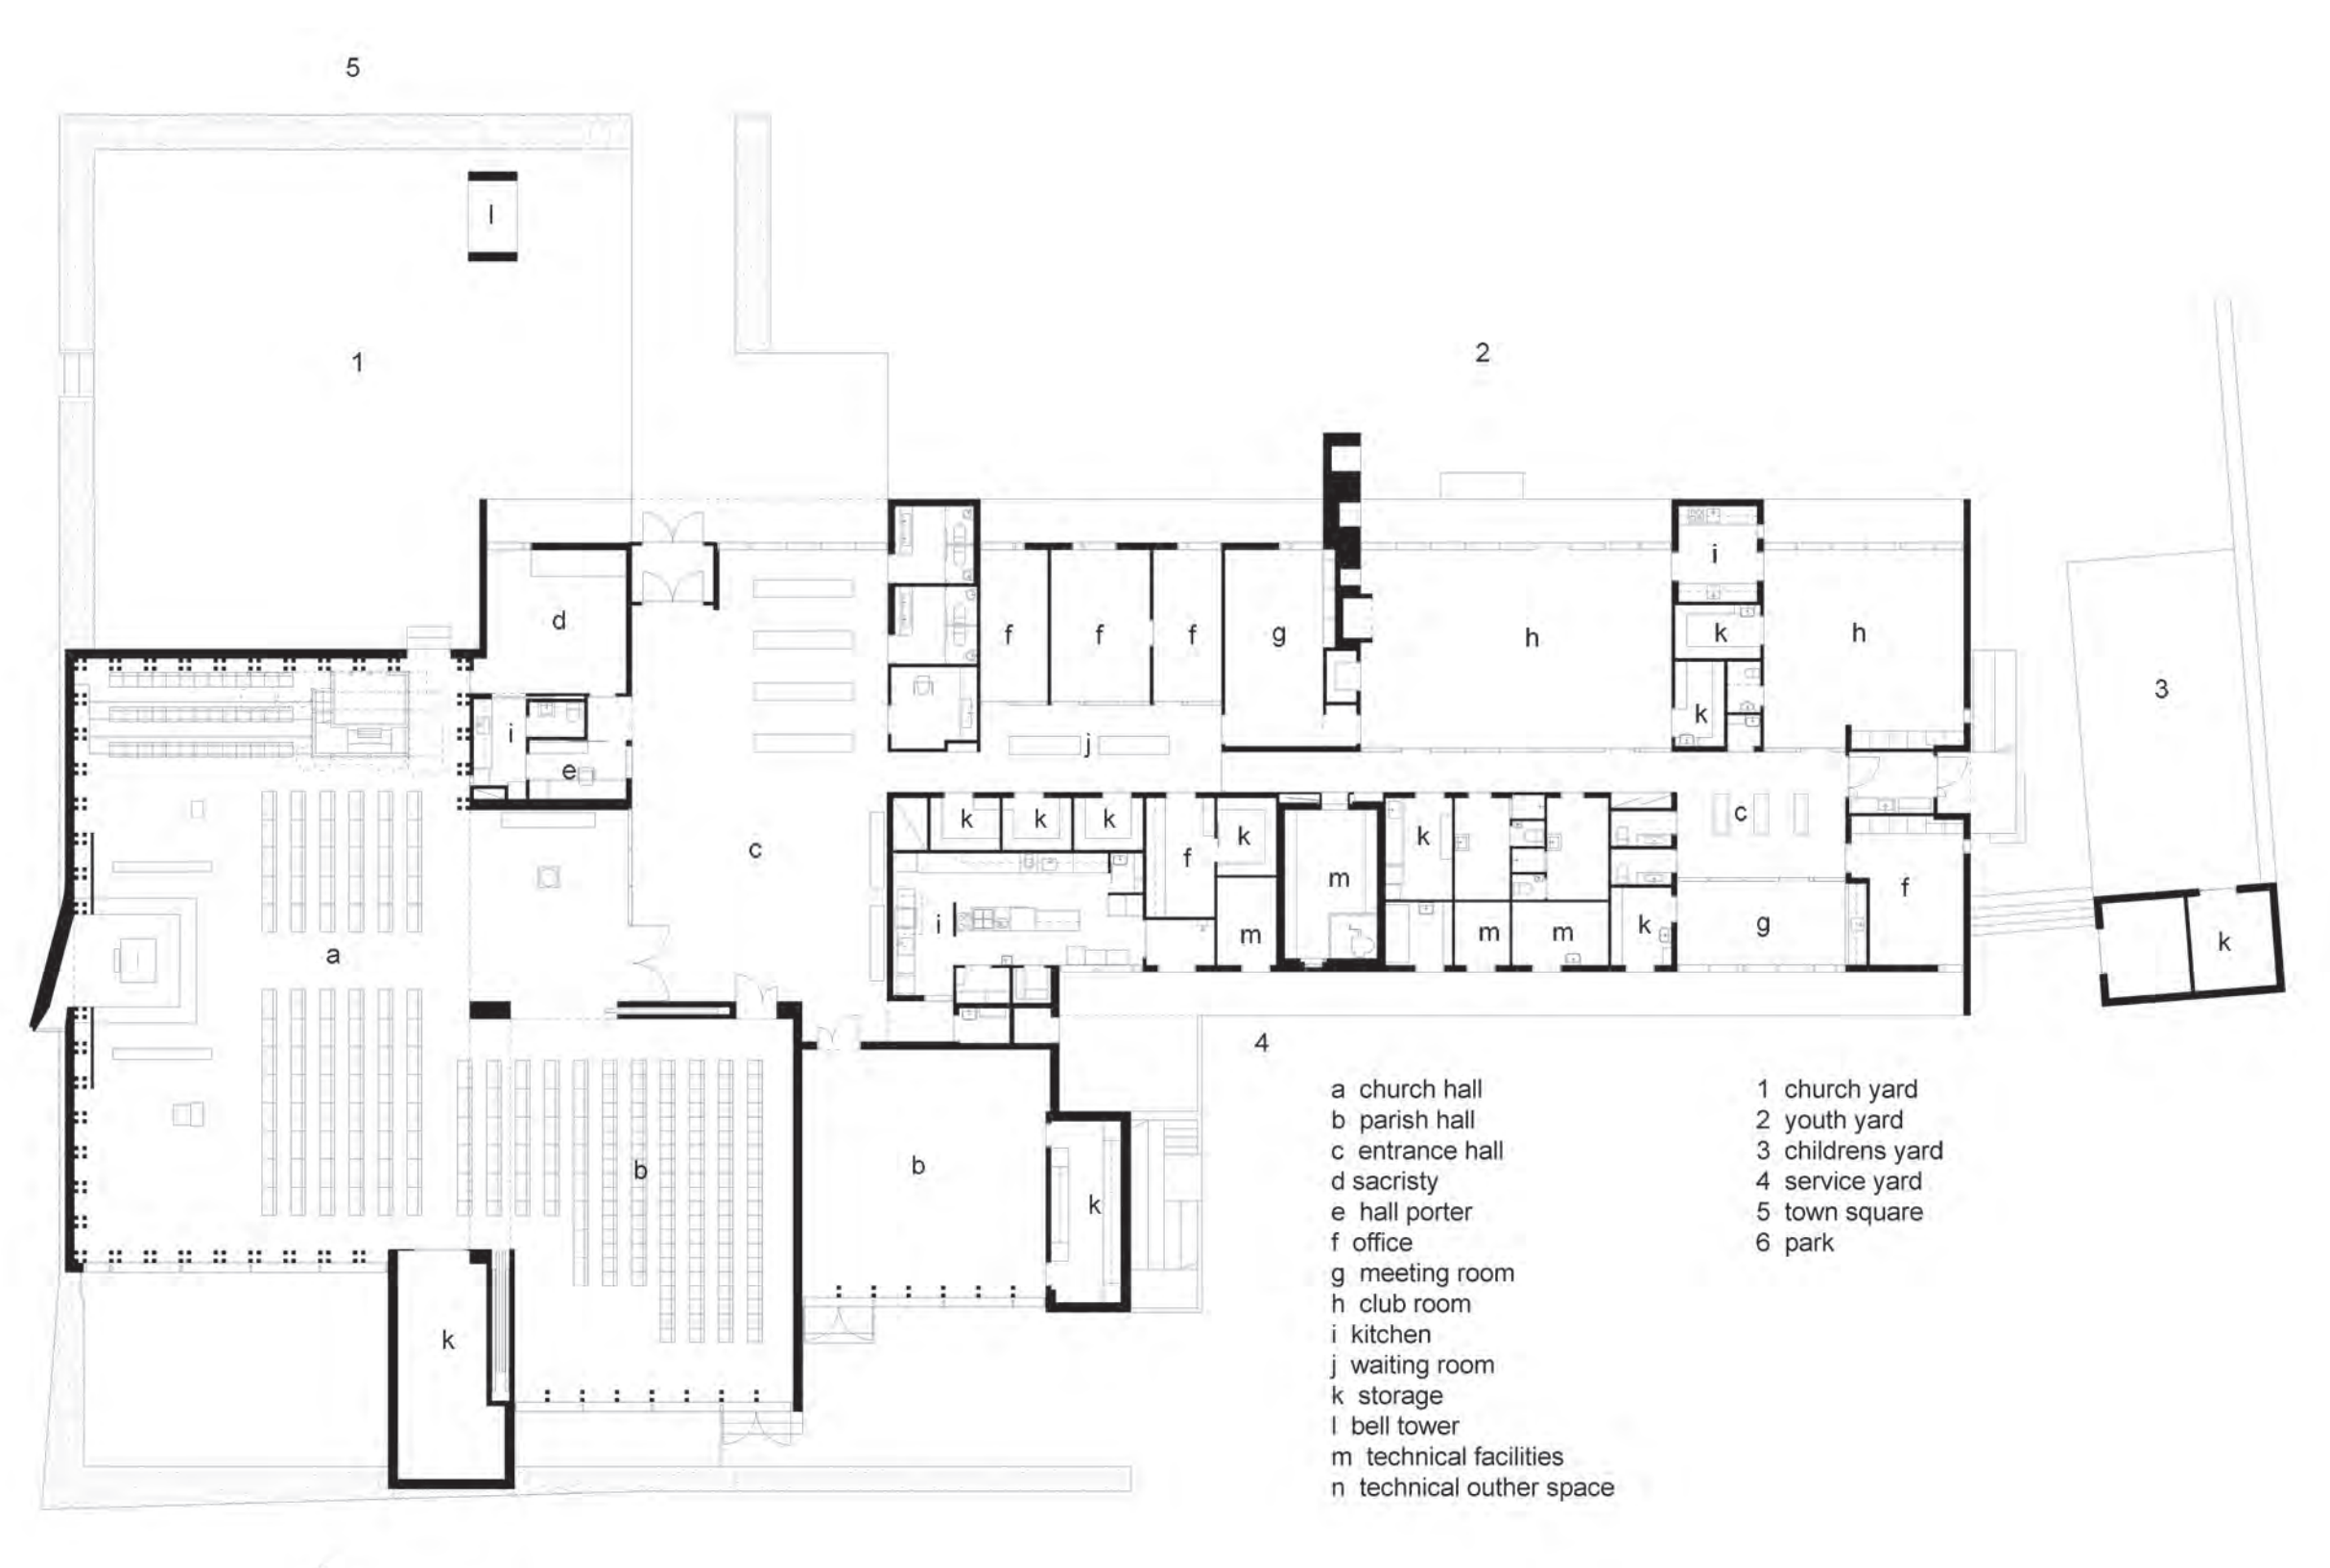 5
l
1
2
i
d
f
f
f
g
h
k
h
3
k
i
j
e
c
k
k
k
k
k
c
f
m
f
a
i
m
m
m
k
g
k
4
b
b
k
k
a church hall
b parish hall
c entrance hall
d sacristy
e hall porter
f office
g meeting room
h club room
i kitchen
j waiting room
k storage
l bell tower
m technical facilities
n technical outher space
1 church yard
2 youth yard
3 childrens yard
4 service yard
5 town square
6 park